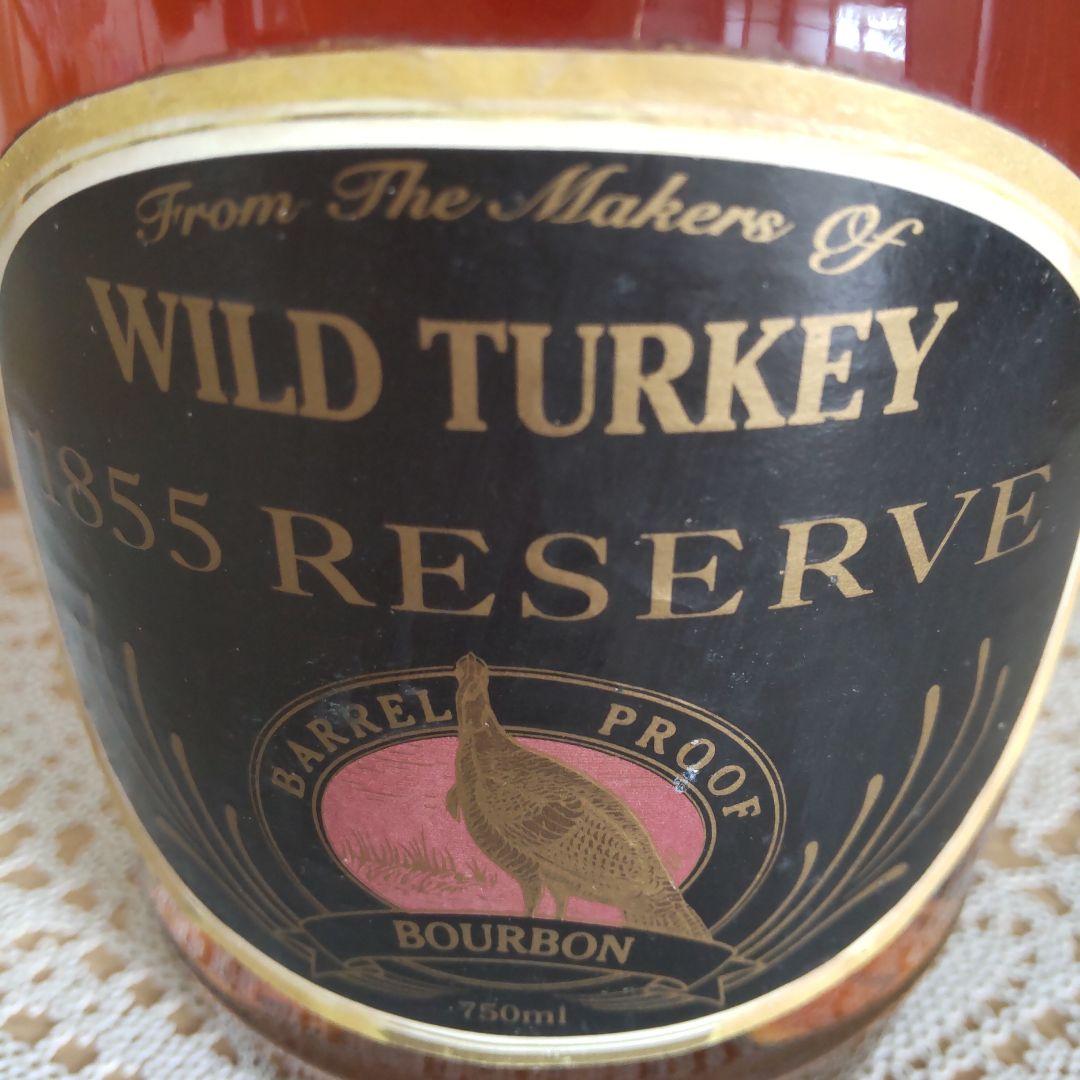 From The Makers Of
WILD TURKEY
1855 RESERVE
BARREL PROOF
BOURBON
750ml